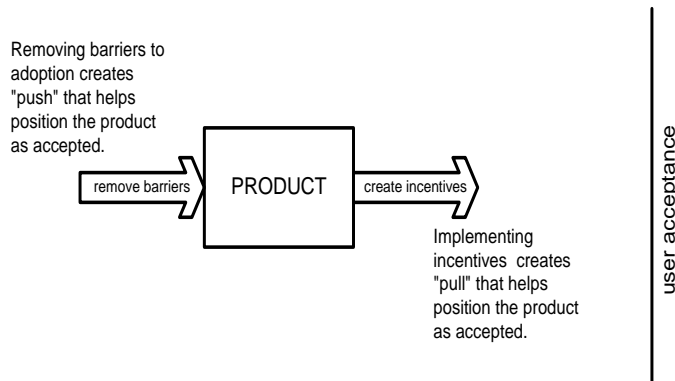 Removing barriers to
adoption creates
"push" that helps
position the product
as accepted.
remove barriers
PRODUCT
create incentives
Implementing
incentives creates
"pull" that helps
position the product
as accepted.
user acceptance